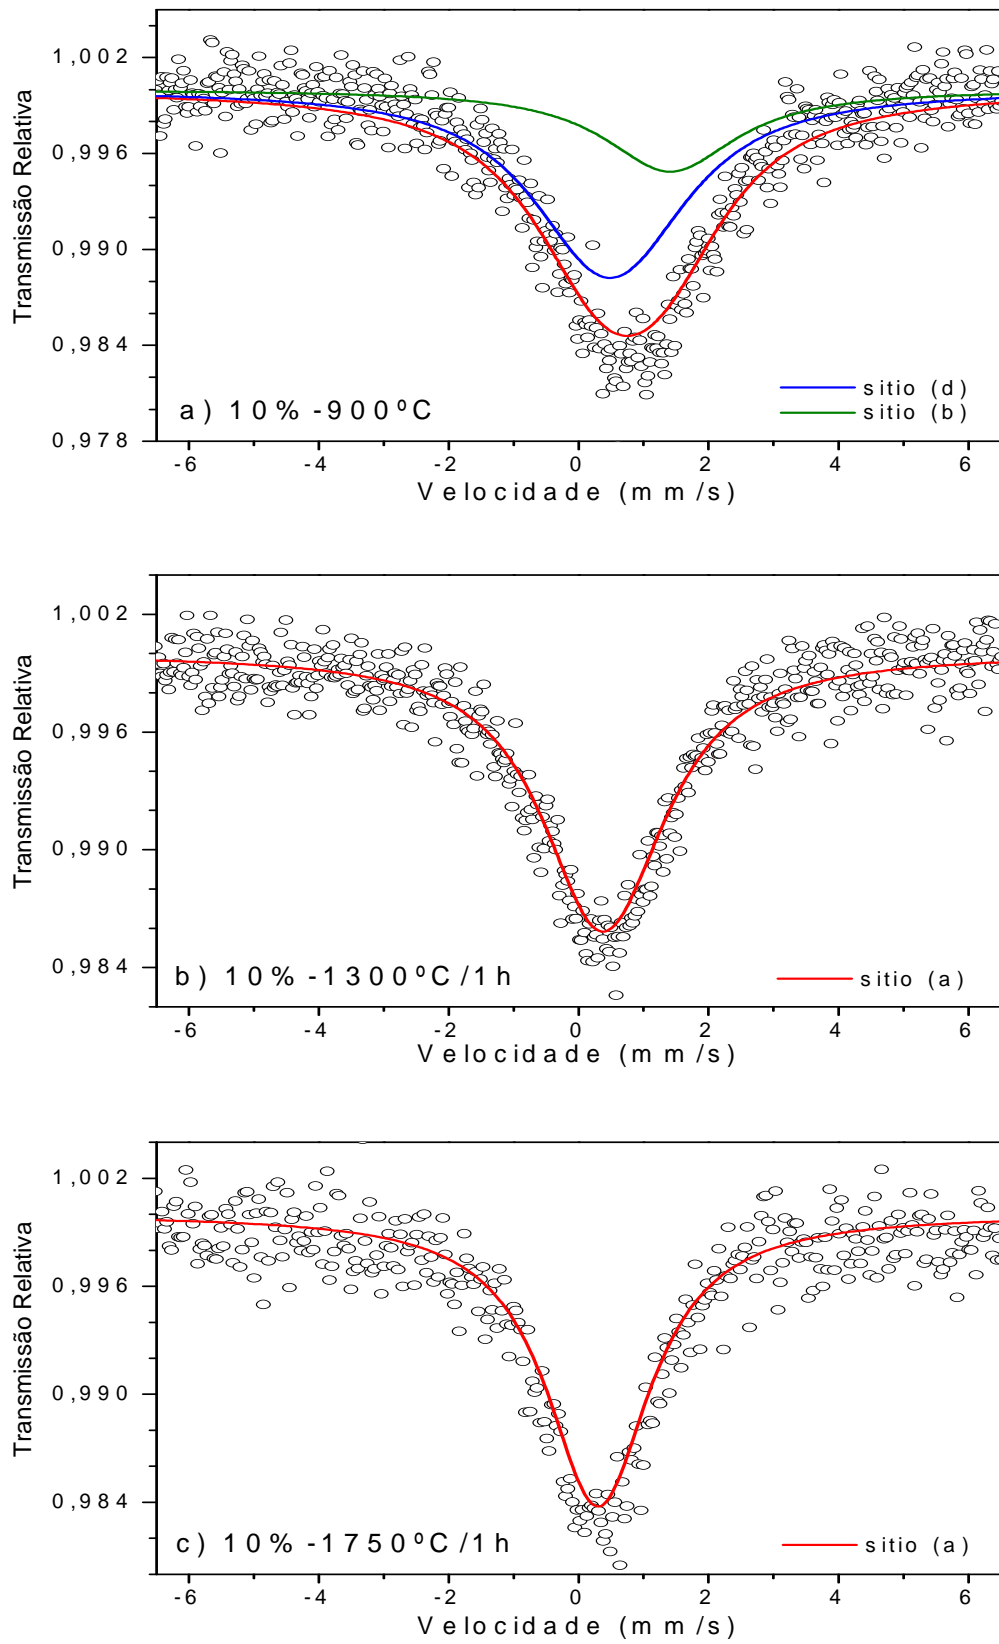 Transmissão Relativa
1,002
0,996
0,990
0,984
0,978
a) 10% -900ºC
sitio (d)
sitio (b)
-6 -4 -2 0 2 4 6
Velocidade (mm/s)
Transmissão Relativa
1,002
0,996
0,990
0,984
b) 10% -1300ºC/1h
sitio (a)
-6 -4 -2 0 2 4 6
Velocidade (mm/s)
Transmissão Relativa
1,002
0,996
0,990
0,984
c) 10% -1750ºC/1h
sitio (a)
-6 -4 -2 0 2 4 6
Velocidade (mm/s)